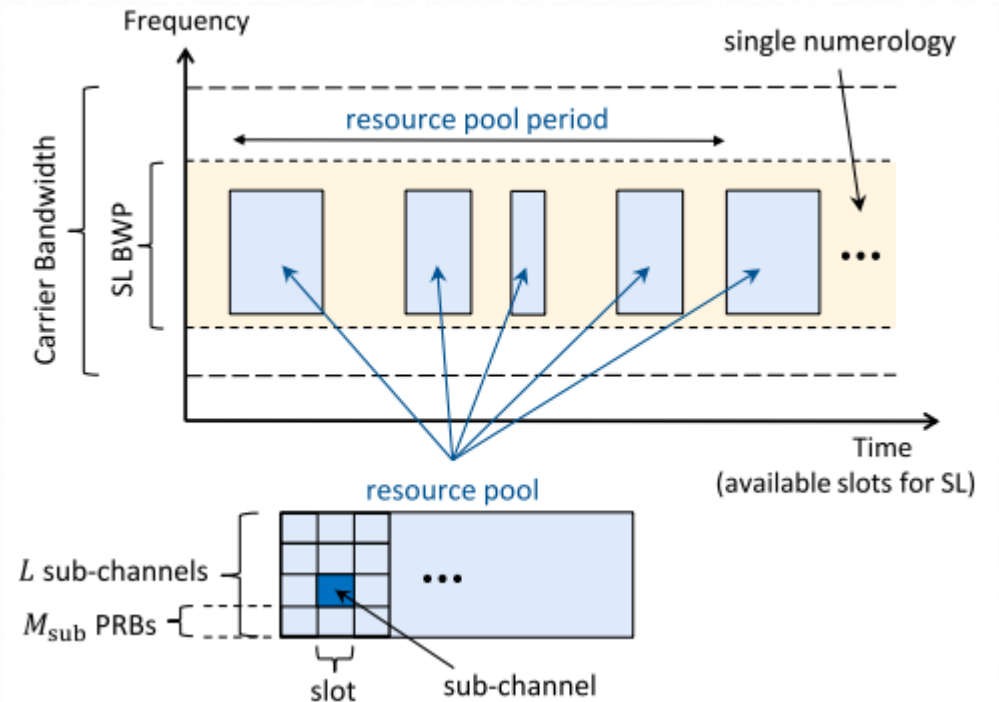 Frequency
single numerology
resource pool period
Carrier Bandwidth
SL BWP
•••
Time
(available slots for SL)
resource pool
L sub-channels
•••
M_sub PRBs
slot
sub-channel